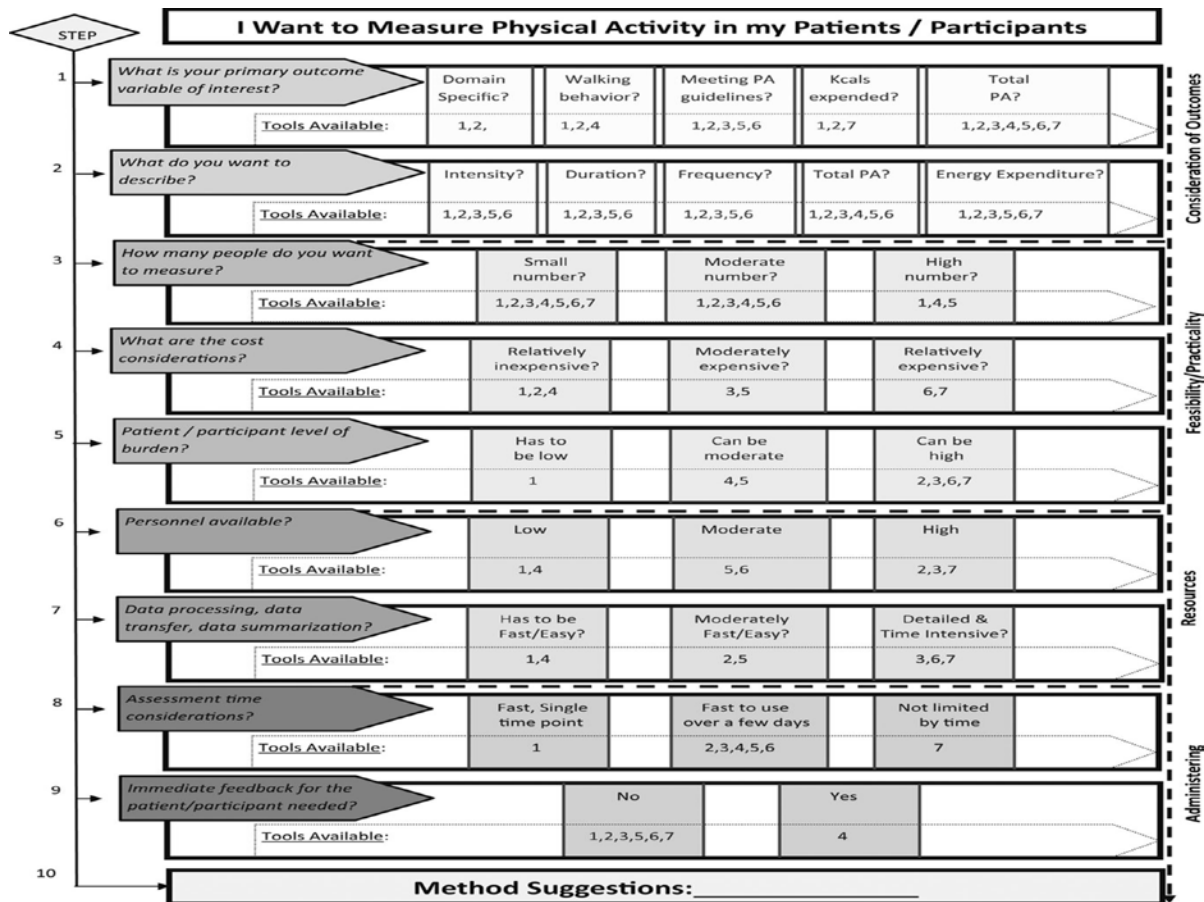 STEP
I Want to Measure Physical Activity in my Patients / Participants
1
What is your primary outcome
variable of interest?
Domain
Specific?
Walking
behavior?
Meeting PA
guidelines?
Kcals
expended?
Total
PA?
Tools Available:
1,2,
1,2,4
1,2,3,5,6
1,2,7
1,2,3,4,5,6,7
2
What do you want to
describe?
Intensity?
Duration?
Frequency?
Total PA?
Energy Expenditure?
Tools Available:
1,2,3,5,6
1,2,3,5,6
1,2,3,5,6
1,2,3,4,5,6
1,2,3,5,6,7
Consideration of Outcomes
3
How many people do you want
to measure?
Small
number?
Moderate
number?
High
number?
Tools Available:
1,2,3,4,5,6,7
1,2,3,4,5,6
1,4,5
4
What are the cost
considerations?
Relatively
inexpensive?
Moderately
expensive?
Relatively
expensive?
Tools Available:
1,2,4
3,5
6,7
5
Patient / participant level of
burden?
Has to
be low
Can be
moderate
Can be
high
Tools Available:
1
4,5
2,3,6,7
Feasibility/Practicality
6
Personnel available?
Low
Moderate
High
Tools Available:
1,4
5,6
2,3,7
7
Data processing, data
transfer, data summarization?
Has to be
Fast/Easy?
Moderately
Fast/Easy?
Detailed &
Time Intensive?
Tools Available:
1,4
2,5
3,6,7
Resources
8
Assessment time
considerations?
Fast, Single
time point
Fast to use
over a few days
Not limited
by time
Tools Available:
1
2,3,4,5,6
7
9
Immediate feedback for the
patient/participant needed?
No
Yes
Tools Available:
1,2,3,5,6,7
4
Administering
10
Method Suggestions:________________